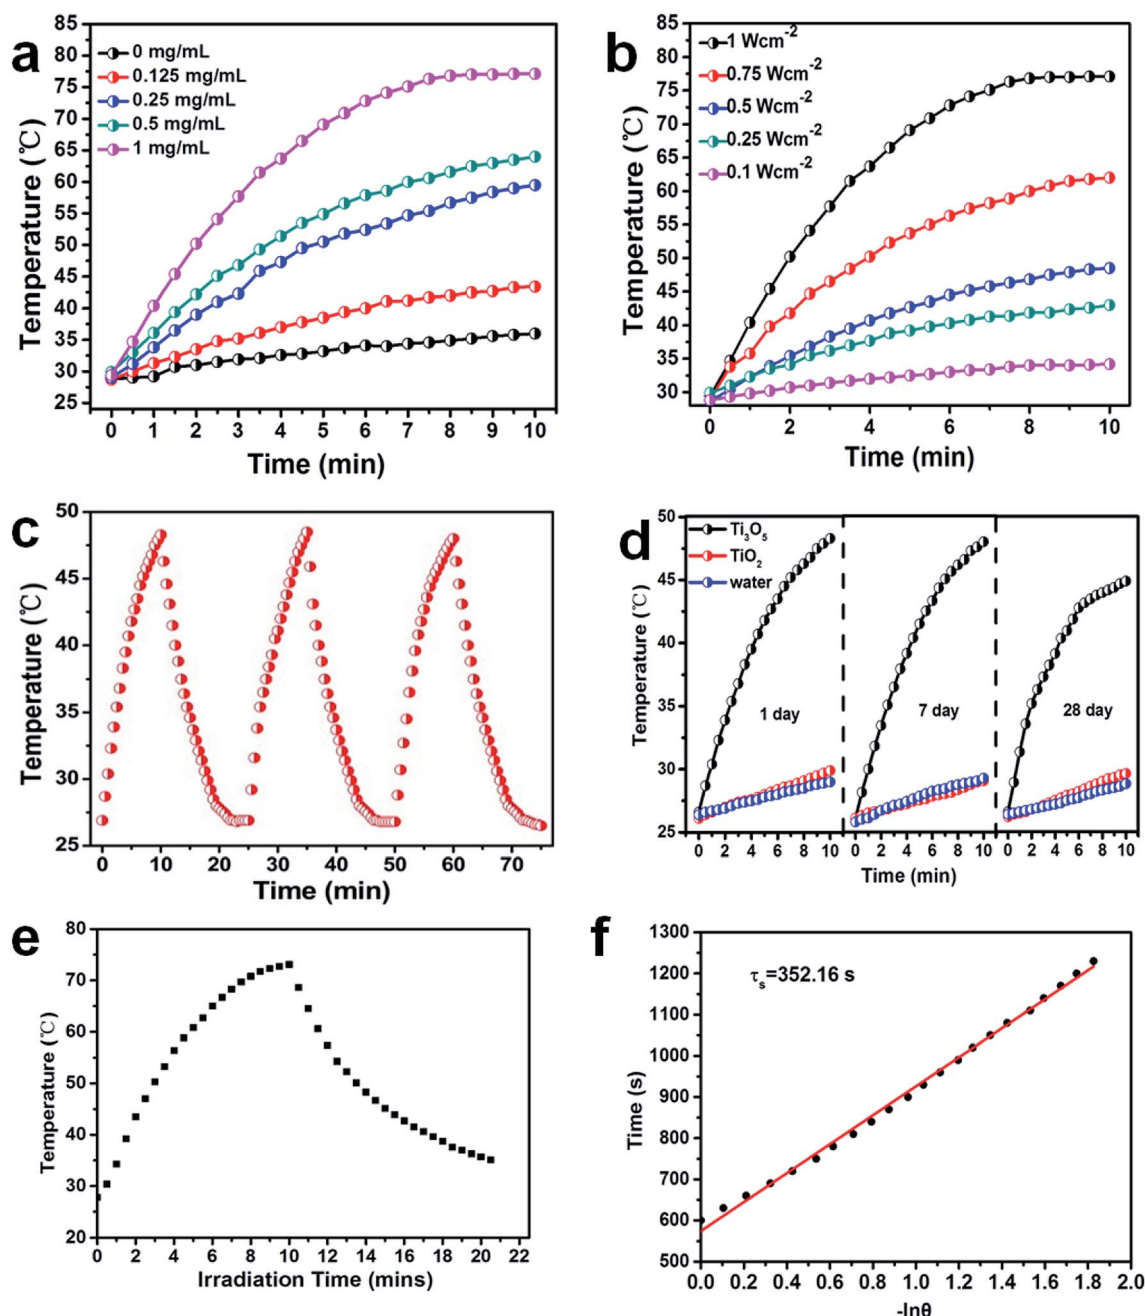 a
0 mg/mL
0.125 mg/mL
0.25 mg/mL
0.5 mg/mL
1 mg/mL
85
80
75
70
65
60
55
50
45
40
35
30
25
Temperature (℃)
0 1 2 3 4 5 6 7 8 9 10
Time (min)
b
1 Wcm⁻²
0.75 Wcm⁻²
0.5 Wcm⁻²
0.25 Wcm⁻²
0.1 Wcm⁻²
85
80
75
70
65
60
55
50
45
40
35
30
Temperature (℃)
0 2 4 6 8 10
Time (min)
c
50
45
40
35
30
25
Temperature (℃)
0 10 20 30 40 50 60 70
Time (min)
d
Ti₃O₅
TiO₂
water
50
45
40
35
30
25
Temperature (℃)
1 day
7 day
28 day
0 2 4 6 8 10 0 2 4 6 8 10 0 2 4 6 8 10
Time (min)
e
80
70
60
50
40
30
20
Temperature (℃)
0 2 4 6 8 10 12 14 16 18 20 22
Irradiation Time (mins)
f
τₛ=352.16 s
1300
1200
1100
1000
900
800
700
600
500
Time (s)
0.0 0.2 0.4 0.6 0.8 1.0 1.2 1.4 1.6 1.8 2.0
-lnθ